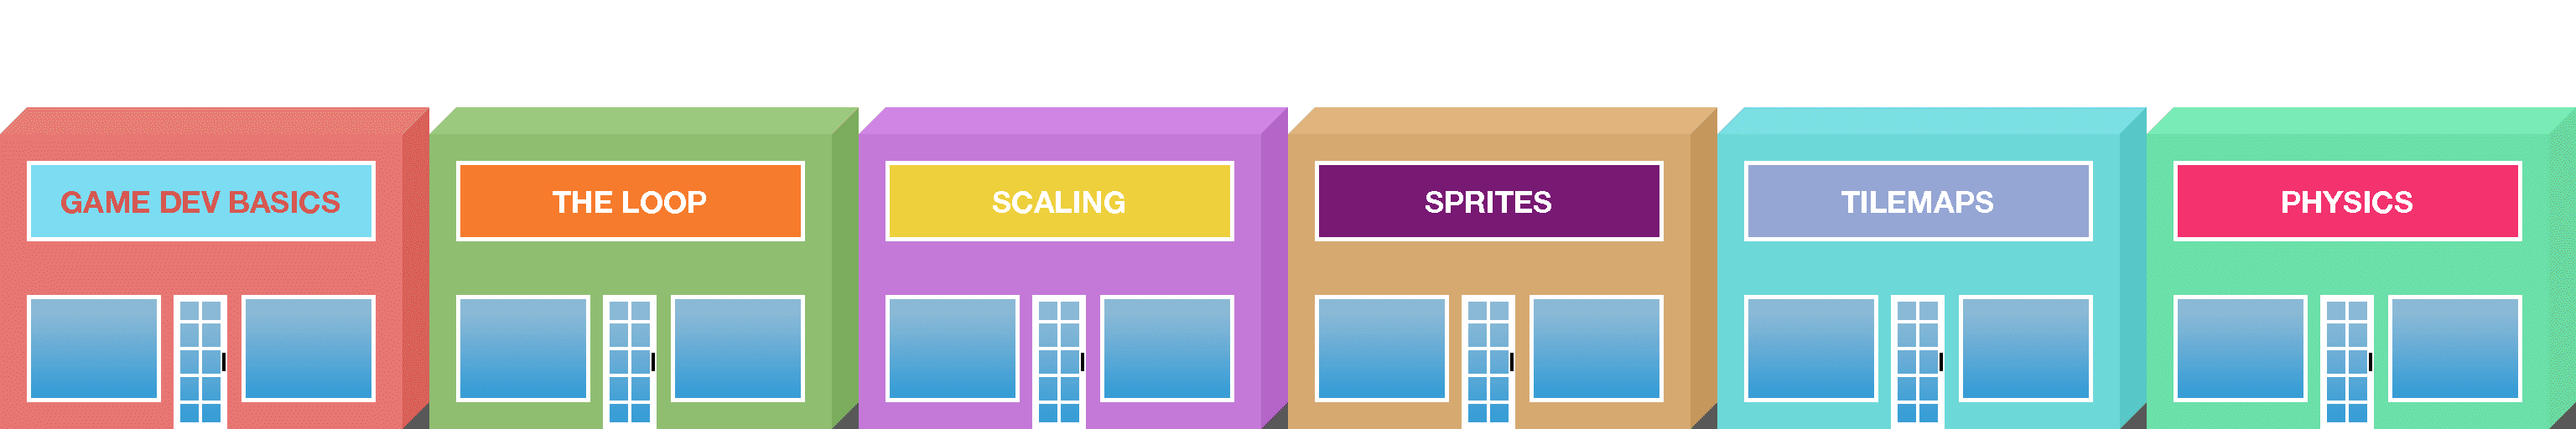 GAME DEV BASICS
THE LOOP
SCALING
SPRITES
TILEMAPS
PHYSICS